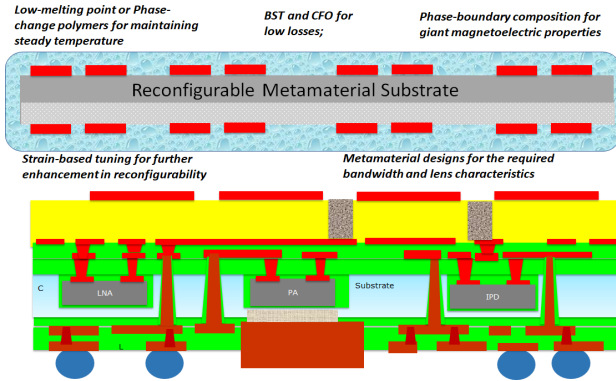 Low-melting point or Phase-
change polymers for maintaining
steady temperature
BST and CFO for
low losses;
Phase-boundary composition for
giant magnetoelectric properties
Reconfigurable Metamaterial Substrate
Strain-based tuning for further
enhancement in reconfigurability
Metamaterial designs for the required
bandwidth and lens characteristics
C
LNA
PA
Substrate
IPD
L